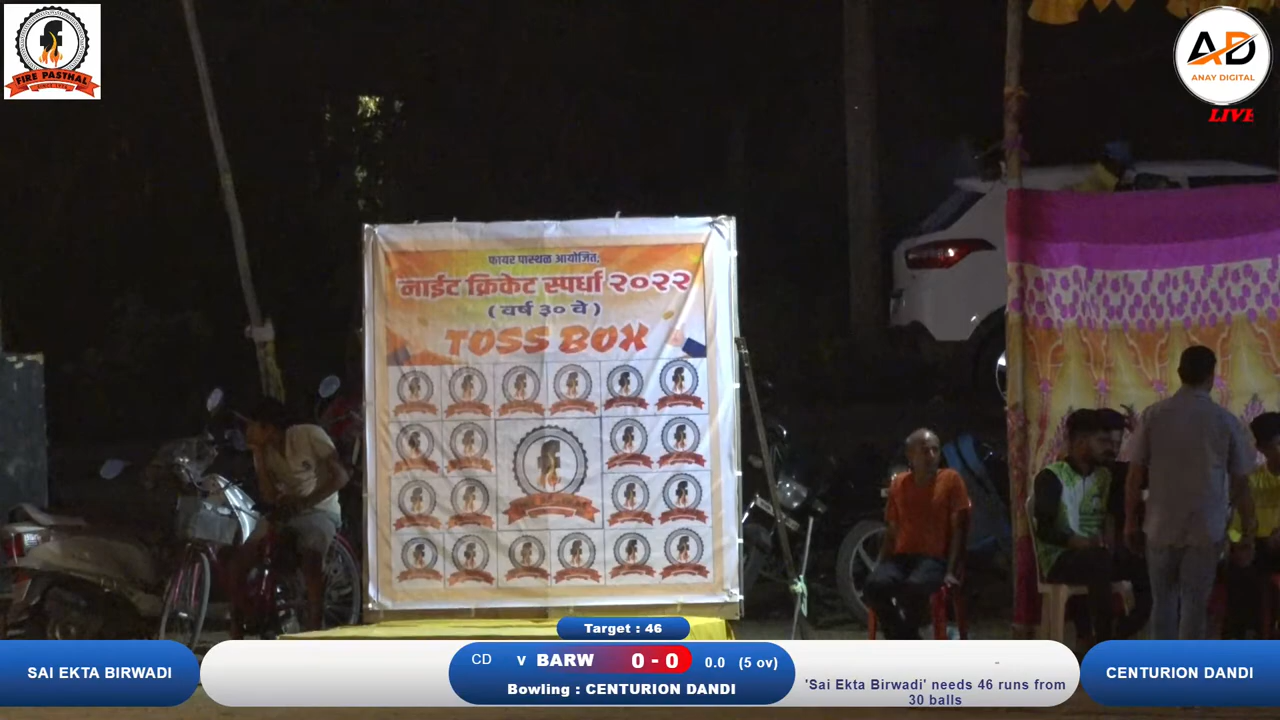 FIRE PASTHAL
AD
ANAY DIGITAL
LIVE
फायर पास्थळ आयोजित,
नाईट क्रिकेट स्पर्धा २०२२
( वर्ष ३० वे )
TOSS BOX
Target : 46
SAI EKTA BIRWADI
CD v BARW 0 - 0 0.0 (5 ov)
Bowling : CENTURION DANDI
'Sai Ekta Birwadi' needs 46 runs from
30 balls
CENTURION DANDI